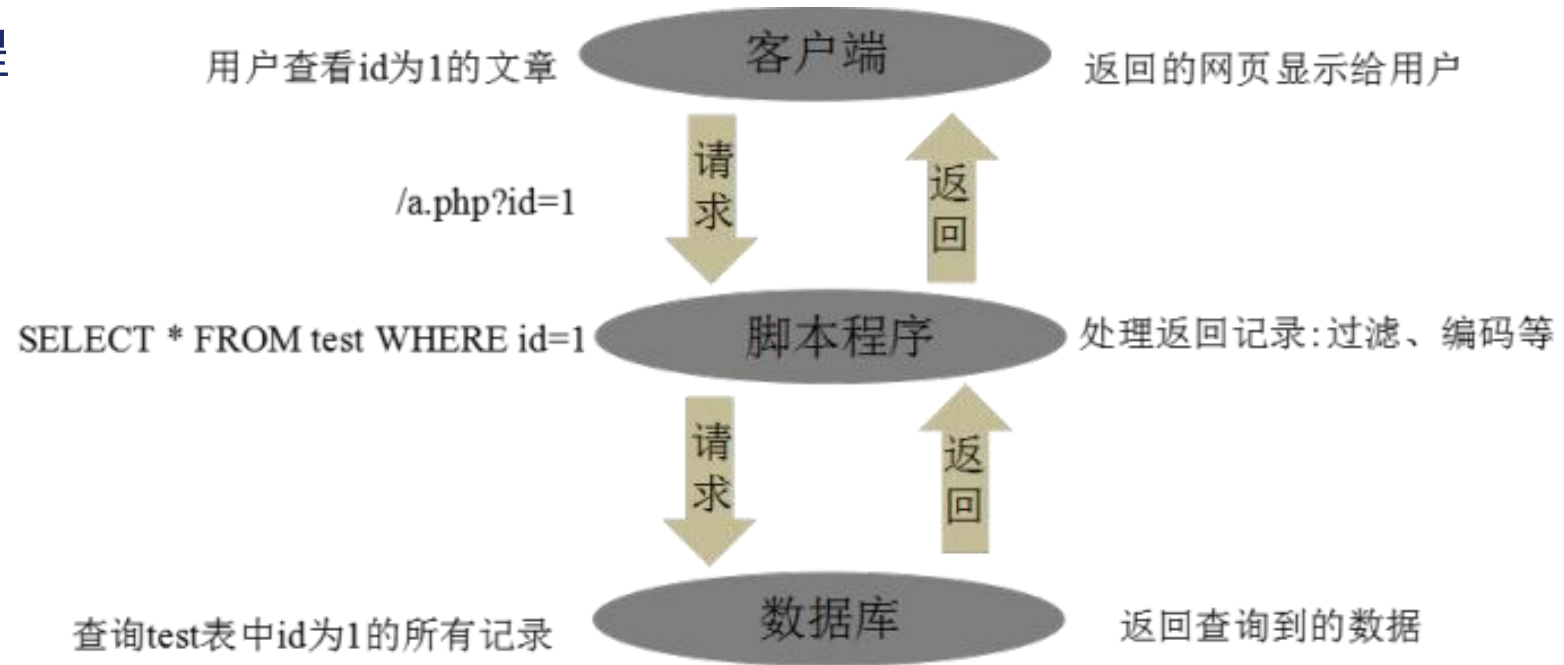 程
用户查看id为1的文章
客户端
返回的网页显示给用户
请求
返回
/a.php?id=1
SELECT * FROM test WHERE id=1
脚本程序
处理返回记录:过滤、编码等
请求
返回
查询test表中id为1的所有记录
数据库
返回查询到的数据